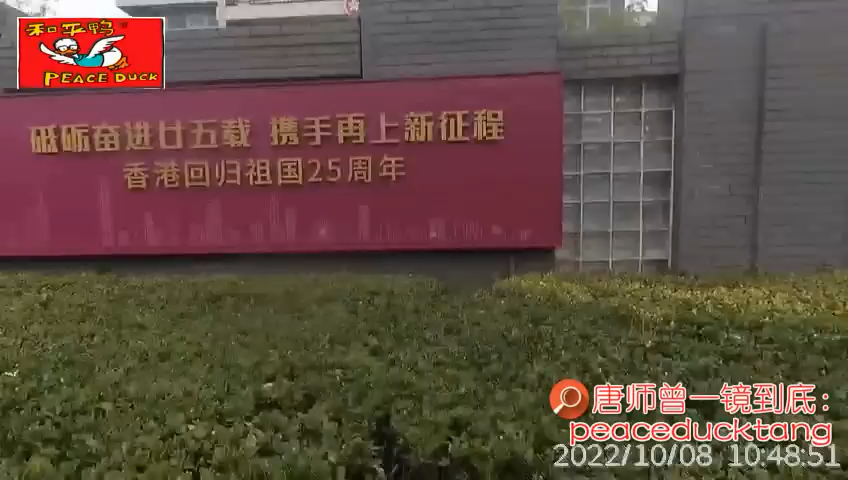 和平鸭
PEACE DUCK
砥砺奋进廿五载 携手再上新征程
香港回归祖国25周年
唐师曾一镜到底:
peaceducktang
2022/10/08 10:48:51